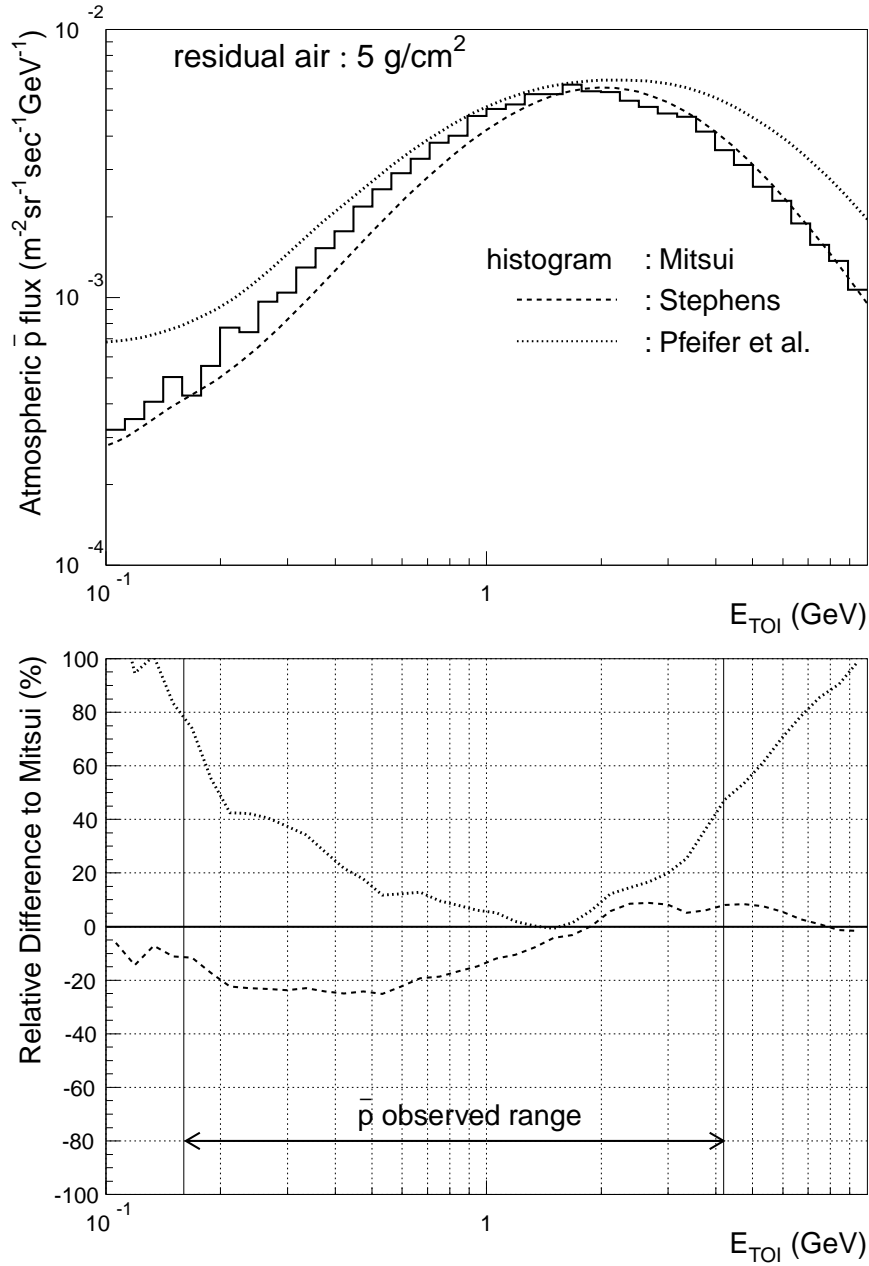 Atmospheric p̄ flux (m⁻²sr⁻¹sec⁻¹GeV⁻¹)
10⁻²
10⁻³
10⁻⁴
residual air : 5 g/cm²
histogram : Mitsui
: Stephens
: Pfeifer et al.
10⁻¹ 1
E_TOI (GeV)
Relative Difference to Mitsui (%)
100
80
60
40
20
0
-20
-40
-60
-80
-100
p̄ observed range
10⁻¹ 1
E_TOI (GeV)